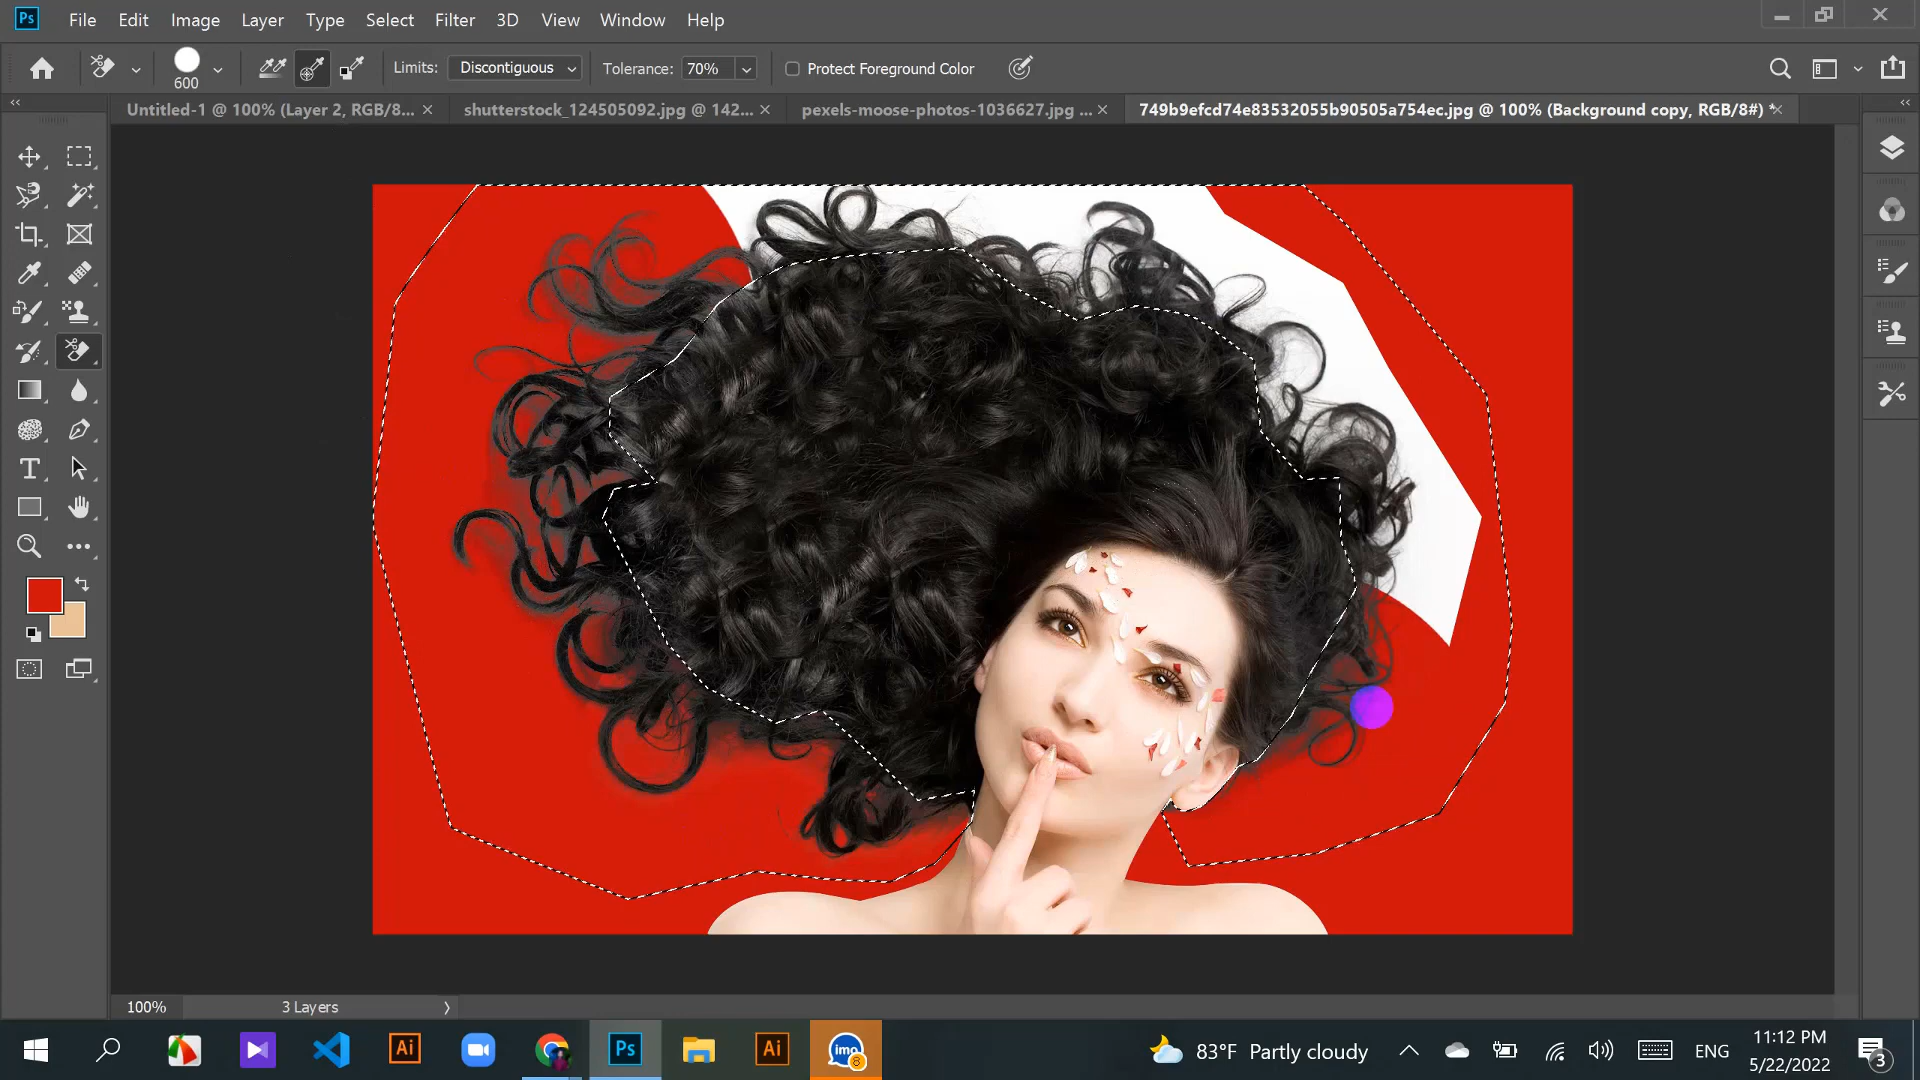 Ps File Edit Image Layer Type Select Filter 3D View Window Help
600 Limits: Discontiguous Tolerance: 70% Protect Foreground Color
Untitled-1 @ 100% (Layer 2, RGB/8... × shutterstock_124505092.jpg @ 142... × pexels-moose-photos-1036627.jpg ... × 749b9efcd74e83532055b90505a754ec.jpg @ 100% (Background copy, RGB/8#) * ×
T
100% 3 Layers
Ai Ps Ai imo 8 83°F Partly cloudy ENG 11:12 PM
5/22/2022 3